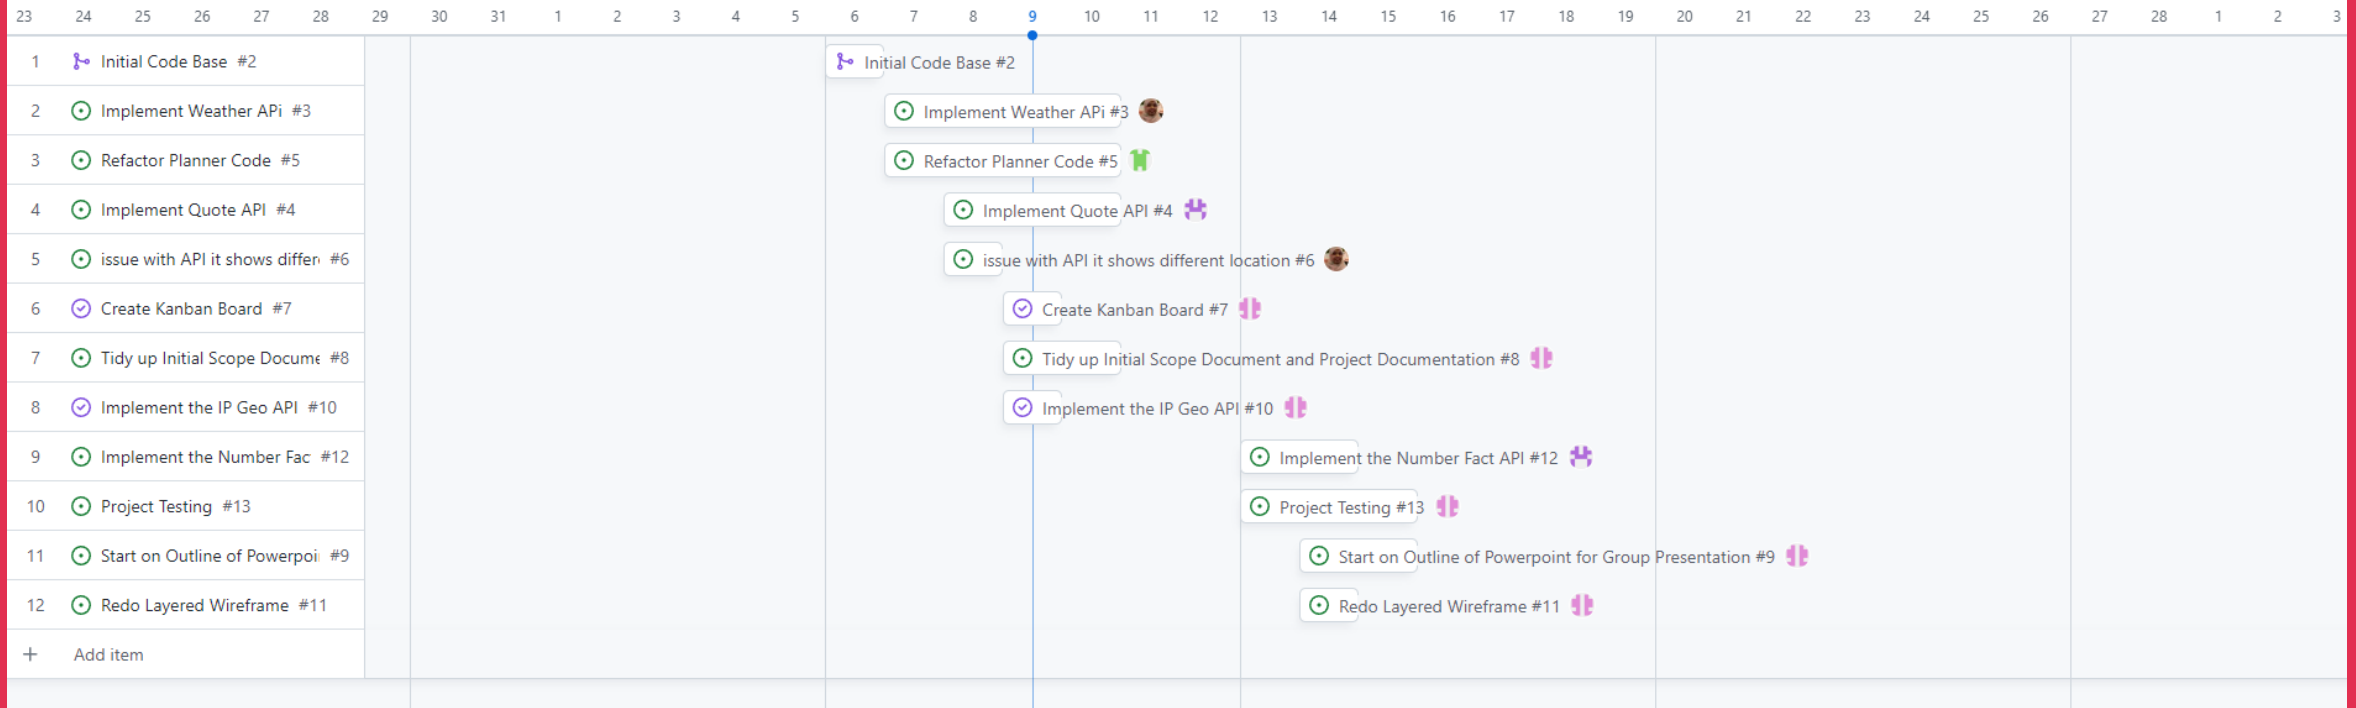 23 24 25 26 27 28 29 30 31 1 2 3 4 5 6 7 8 9 10 11 12 13 14 15 16 17 18 19 20 21 22 23 24 25 26 27 28 1 2 3
1 Initial Code Base #2 Initial Code Base #2
2 Implement Weather APi #3 Implement Weather APi #3
3 Refactor Planner Code #5 Refactor Planner Code #5
4 Implement Quote API #4 Implement Quote API #4
5 issue with API it shows differ #6 issue with API it shows different location #6
6 Create Kanban Board #7 Create Kanban Board #7
7 Tidy up Initial Scope Docume #8 Tidy up Initial Scope Document and Project Documentation #8
8 Implement the IP Geo API #10 Implement the IP Geo API #10
9 Implement the Number Fac #12 Implement the Number Fact API #12
10 Project Testing #13 Project Testing #13
11 Start on Outline of Powerpoi #9 Start on Outline of Powerpoint for Group Presentation #9
12 Redo Layered Wireframe #11 Redo Layered Wireframe #11
+ Add item